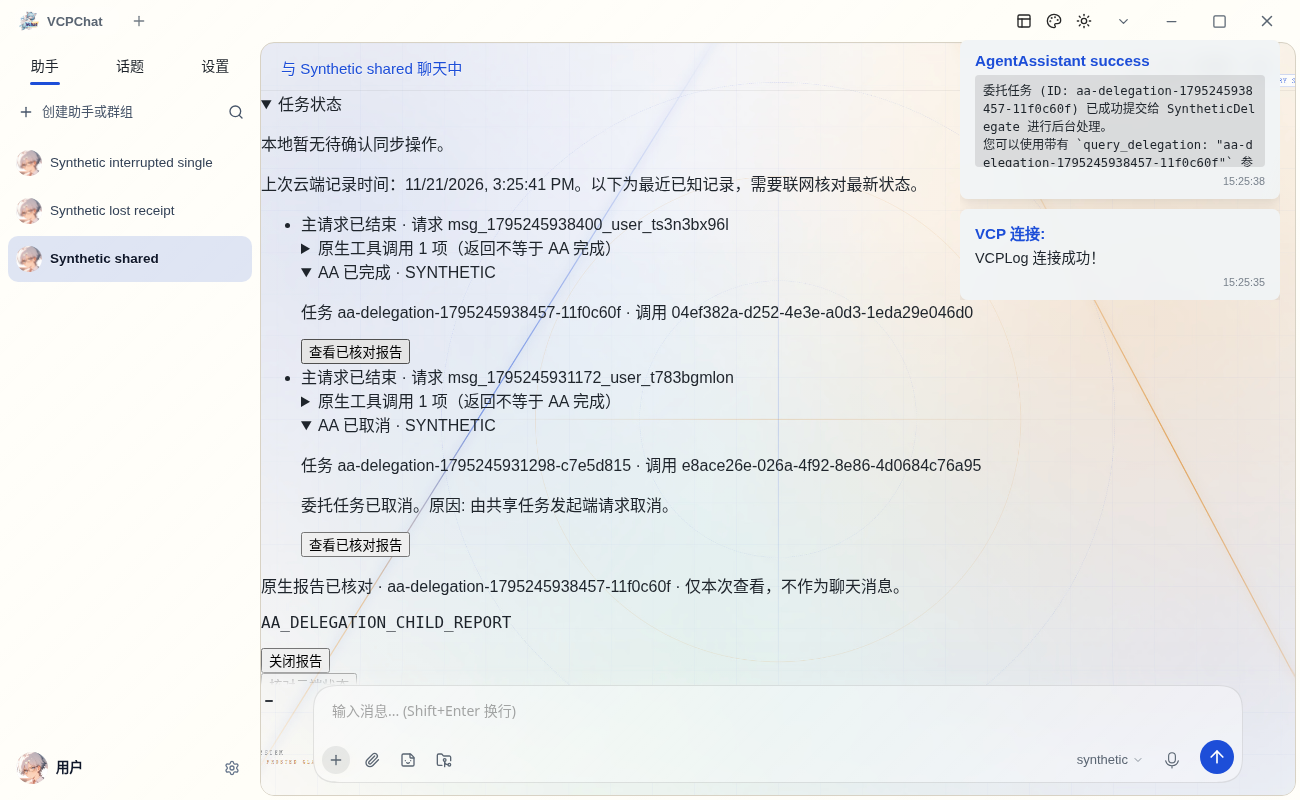 VCPChat
助手
话题
设置
创建助手或群组
Synthetic interrupted single
Synthetic lost receipt
Synthetic shared
用户
与 Synthetic shared 聊天中
▼ 任务状态
本地暂无待确认同步操作。
上次云端记录时间：11/21/2026, 3:25:41 PM。以下为最近已知记录，需要联网核对最新状态。
• 主请求已结束 · 请求 msg_1795245938400_user_ts3n3bx96l
▶ 原生工具调用 1 项（返回不等于 AA 完成）
▼ AA 已完成 · SYNTHETIC
任务 aa-delegation-1795245938457-11f0c60f · 调用 04ef382a-d252-4e3e-a0d3-1eda29e046d0
查看已核对报告
• 主请求已结束 · 请求 msg_1795245931172_user_t783bgmlon
▶ 原生工具调用 1 项（返回不等于 AA 完成）
▼ AA 已取消 · SYNTHETIC
任务 aa-delegation-1795245931298-c7e5d815 · 调用 e8ace26e-026a-4f92-8e86-4d0684c76a95
委托任务已取消。原因: 由共享任务发起端请求取消。
查看已核对报告
原生报告已核对 · aa-delegation-1795245938457-11f0c60f · 仅本次查看，不作为聊天消息。
AA_DELEGATION_CHILD_REPORT
关闭报告
输入消息... (Shift+Enter 换行)
synthetic
AgentAssistant success
委托任务 (ID: aa-delegation-1795245938
457-11f0c60f) 已成功提交给 SyntheticDel
egate 进行后台处理。
您可以使用带有 `query_delegation: "aa-d
elegation-1795245938457-11f0c60f"` 参
15:25:38
VCP 连接:
VCPLog 连接成功！
15:25:35